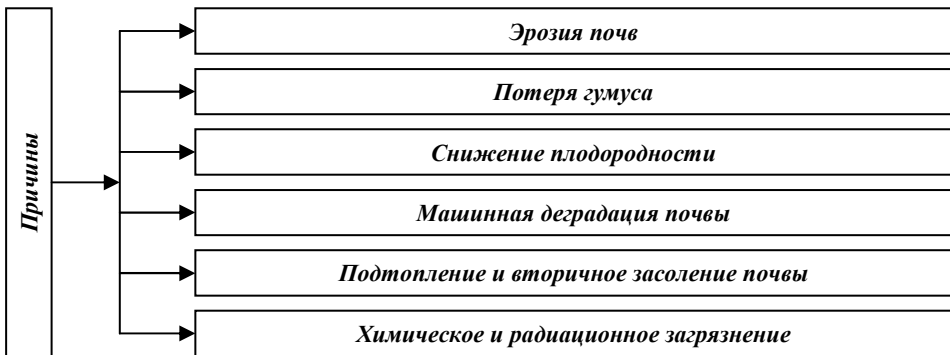 Причины
Эрозия почв
Потеря гумуса
Снижение плодородности
Машинная деградация почвы
Подтопление и вторичное засоление почвы
Химическое и радиационное загрязнение